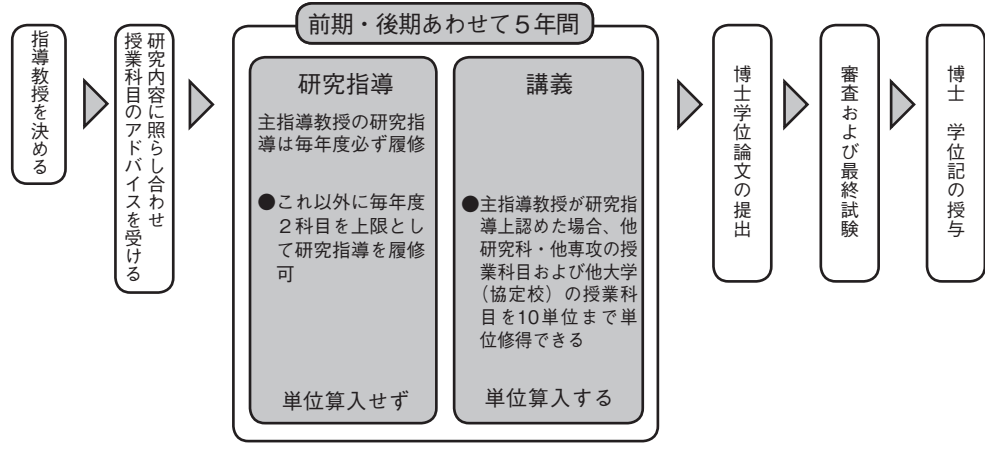 指導教授を決める
研究内容に照らし合わせ
授業科目のアドバイスを受ける
前期・後期あわせて５年間
研究指導
主指導教授の研究指
導は毎年度必ず履修
●これ以外に毎年度
２科目を上限とし
て研究指導を履修
可
単位算入せず
講義
●主指導教授が研究指
導上認めた場合、他
研究科・他専攻の授
業科目および他大学
（協定校）の授業科
目を10単位まで単
位修得できる
単位算入する
博士学位論文の提出
審査および最終試験
博士　学位記の授与